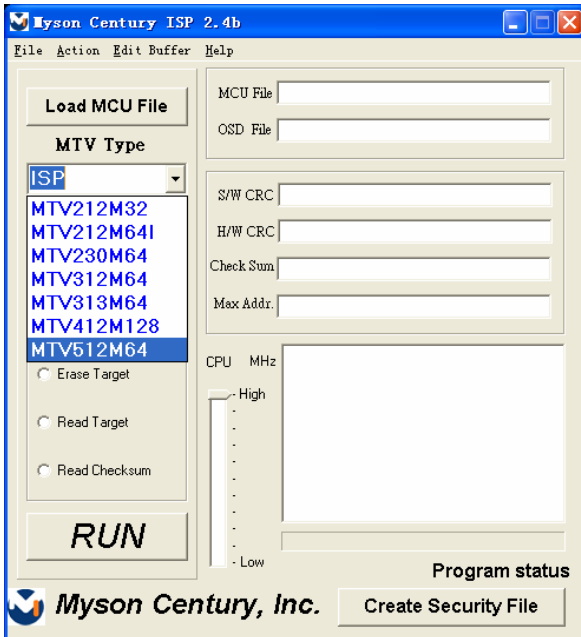 Myson Century ISP 2.4b
File Action Edit Buffer Help
Load MCU File
MTV Type
ISP
MTV212M32
MTV212M64I
MTV230M64
MTV312M64
MTV313M64
MTV412M128
MTV512M64
Erase Target
Read Target
Read Checksum
RUN
MCU File
OSD File
S/W CRC
H/W CRC
Check Sum
Max Addr.
CPU MHz
High
Low
Program status
Myson Century, Inc.
Create Security File